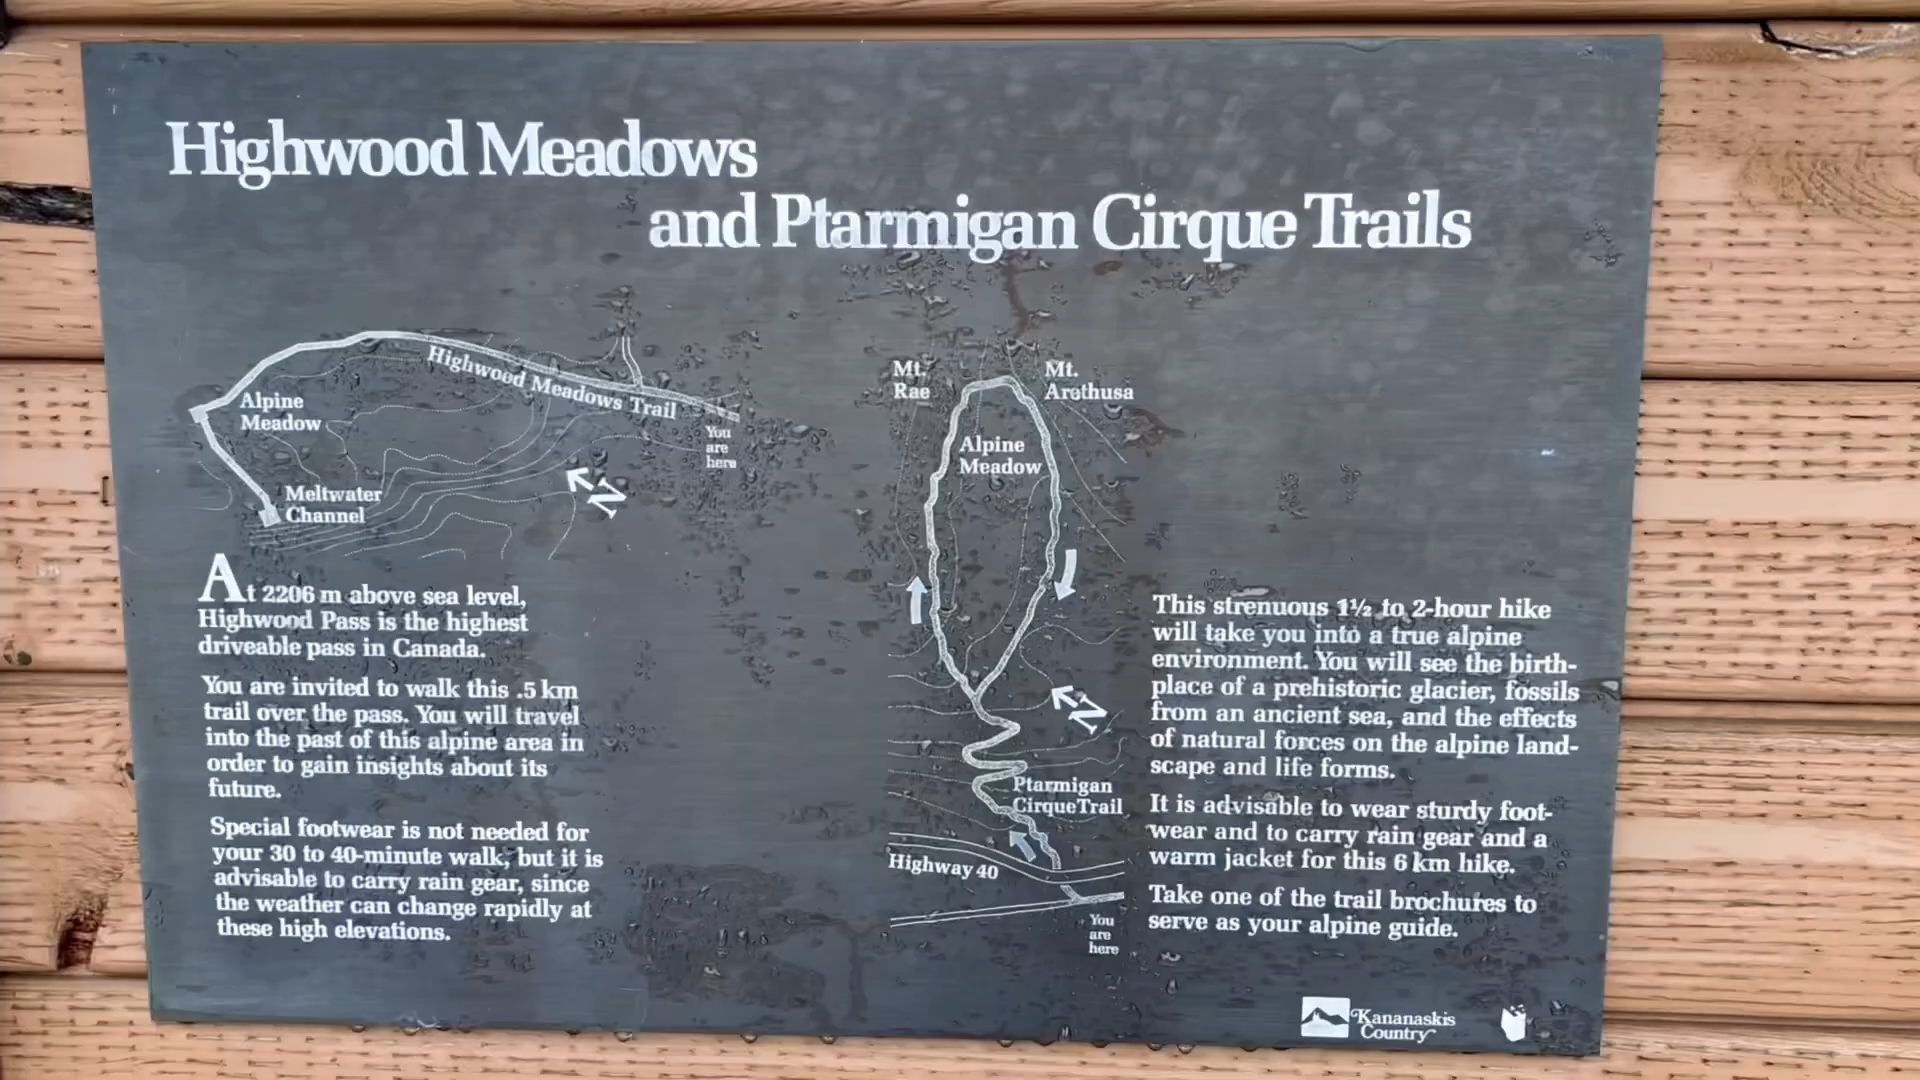 Highwood Meadows
and Ptarmigan Cirque Trails
Highwood Meadows Trail
Alpine
Meadow
You
are
here
Meltwater
Channel
N
At 2206 m above sea level,
Highwood Pass is the highest
driveable pass in Canada.
You are invited to walk this .5 km
trail over the pass. You will travel
into the past of this alpine area in
order to gain insights about its
future.
Special footwear is not needed for
your 30 to 40-minute walk, but it is
advisable to carry rain gear, since
the weather can change rapidly at
these high elevations.
Mt.
Rae
Mt.
Arethusa
Alpine
Meadow
N
Ptarmigan
Cirque Trail
Highway 40
You
are
here
This strenuous 1½ to 2-hour hike
will take you into a true alpine
environment. You will see the birth-
place of a prehistoric glacier, fossils
from an ancient sea, and the effects
of natural forces on the alpine land-
scape and life forms.
It is advisable to wear sturdy foot-
wear and to carry rain gear and a
warm jacket for this 6 km hike.
Take one of the trail brochures to
serve as your alpine guide.
Kananaskis
Country